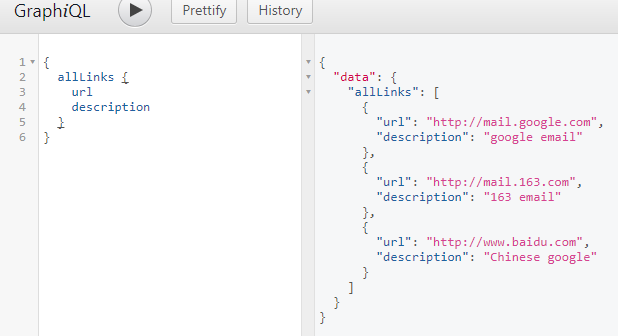 GraphiQL Prettify History
1 {
2 allLinks {
3 url
4 description
5 }
6 }
{
"data": {
"allLinks": [
{
"url": "http://mail.google.com",
"description": "google email"
},
{
"url": "http://mail.163.com",
"description": "163 email"
},
{
"url": "http://www.baidu.com",
"description": "Chinese google"
}
]
}
}